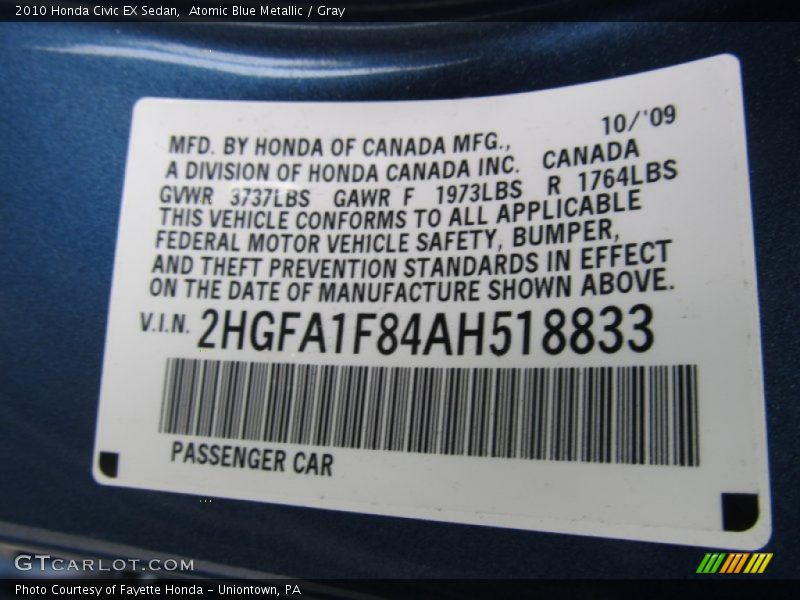 2010 Honda Civic EX Sedan,  Atomic Blue Metallic / Gray
10/'09
MFD. BY HONDA OF CANADA MFG.,
A DIVISION OF HONDA CANADA INC. CANADA
GVWR 3737LBS GAWR F 1973LBS R 1764LBS
THIS VEHICLE CONFORMS TO ALL APPLICABLE
FEDERAL MOTOR VEHICLE SAFETY, BUMPER,
AND THEFT PREVENTION STANDARDS IN EFFECT
ON THE DATE OF MANUFACTURE SHOWN ABOVE.
V.I.N. 2HGFA1F84AH518833
PASSENGER CAR
GTCARLOT.COM
Photo Courtesy of Fayette Honda - Uniontown, PA